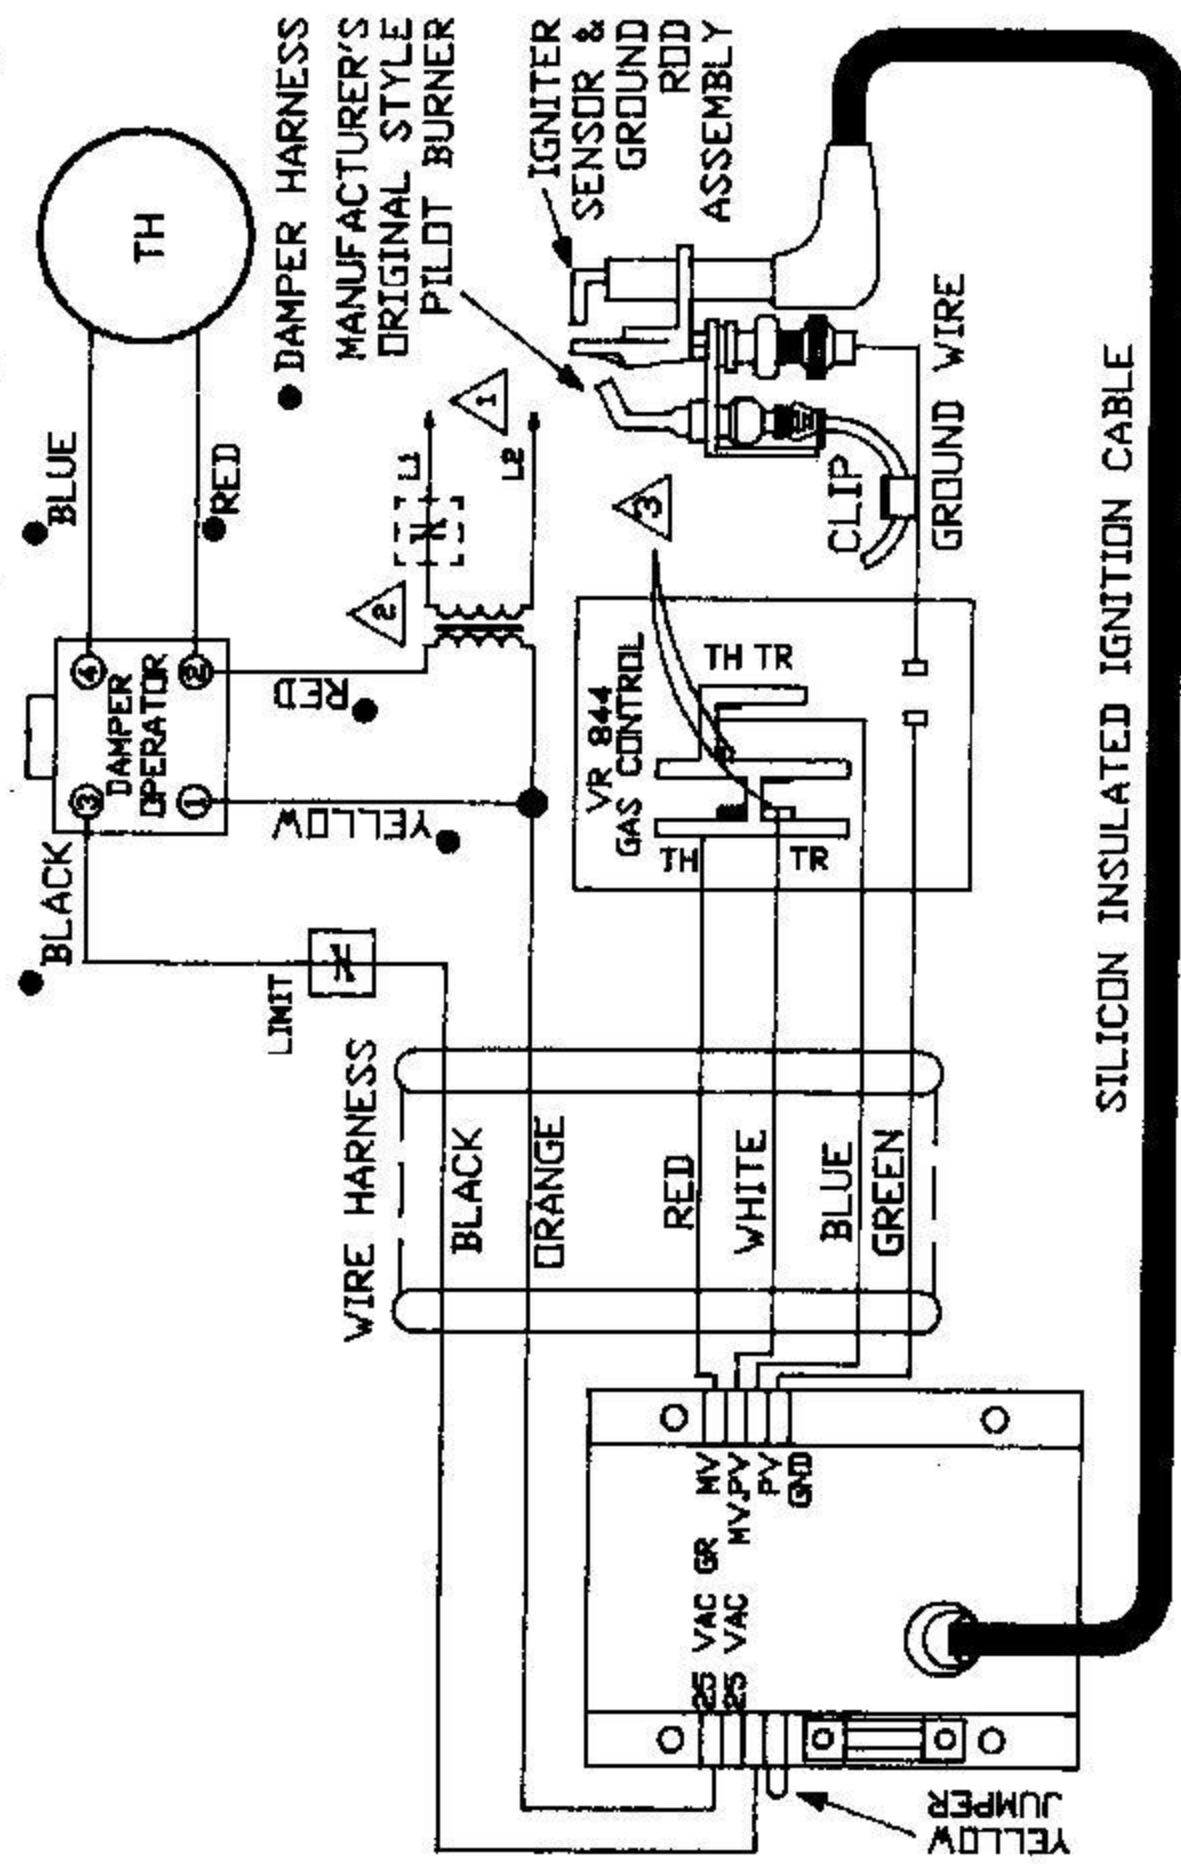 TH
BLUE
RED
DAMPER HARNESS
MANUFACTURER'S
ORIGINAL STYLE
PILOT BURNER
IGNITER
SENSOR &
GROUND
ROD
ASSEMBLY
4
2
3
1
DAMPER
OPERATOR
RED
YELLOW
BLACK
LIMIT
2
L1
L2
1
3
VR 844
GAS CONTROL
TH TR
TH
TR
CLIP
GROUND WIRE
SILICON INSULATED IGNITION CABLE
WIRE HARNESS
BLACK
ORANGE
RED
WHITE
BLUE
GREEN
MV
MV.PV
PV
GND
25 VAC GR
25 VAC
YELLOW
JUMPER